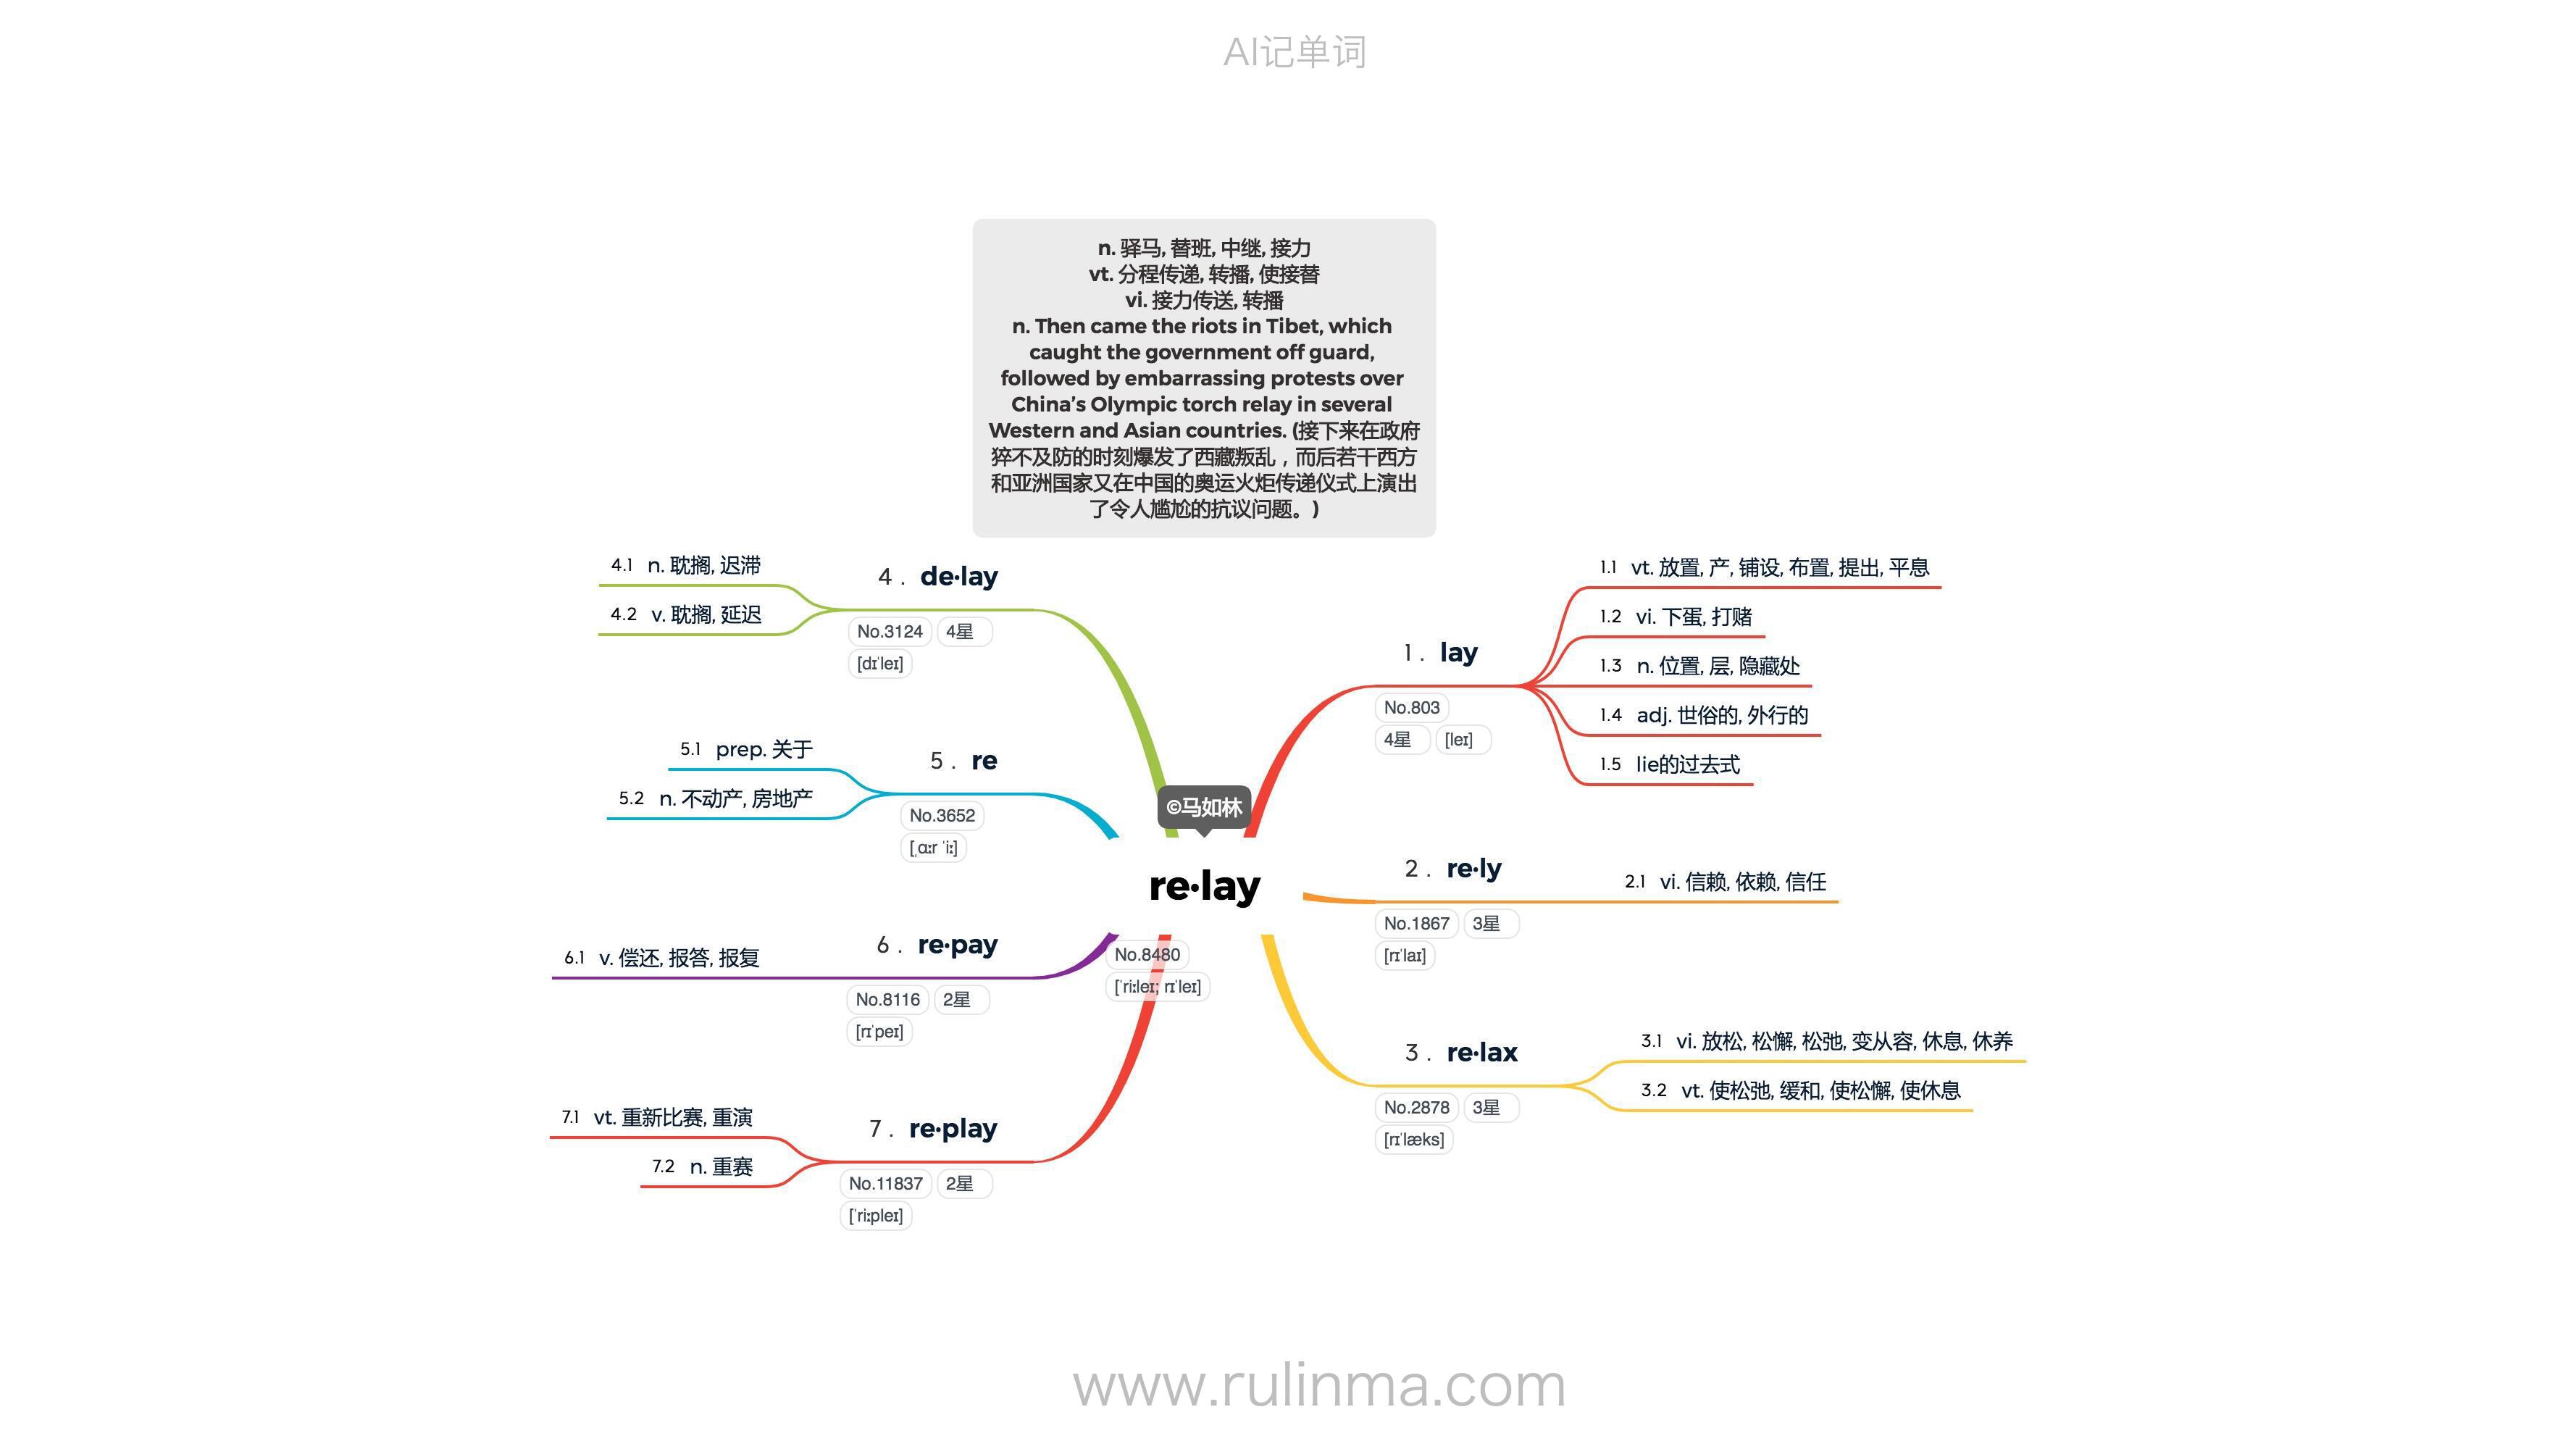 AI记单词
n. 驿马, 替班, 中继, 接力
vt. 分程传递, 转播, 使接替
vi. 接力传送, 转播
n. Then came the riots in Tibet, which
caught the government off guard,
followed by embarrassing protests over
China’s Olympic torch relay in several
Western and Asian countries. (接下来在政府
猝不及防的时刻爆发了西藏叛乱，而后若干西方
和亚洲国家又在中国的奥运火炬传递仪式上演出
了令人尴尬的抗议问题。)
©马如林
re·lay
No.8480
[ˈriːleɪ; rɪˈleɪ]
1. lay
No.803
4星 [leɪ]
1.1 vt. 放置, 产, 铺设, 布置, 提出, 平息
1.2 vi. 下蛋, 打赌
1.3 n. 位置, 层, 隐藏处
1.4 adj. 世俗的, 外行的
1.5 lie的过去式
2. re·ly
No.1867 3星
[rɪˈlaɪ]
2.1 vi. 信赖, 依赖, 信任
3. re·lax
No.2878 3星
[rɪˈlæks]
3.1 vi. 放松, 松懈, 松弛, 变从容, 休息, 休养
3.2 vt. 使松弛, 缓和, 使松懈, 使休息
4. de·lay
No.3124 4星
[dɪˈleɪ]
4.1 n. 耽搁, 迟滞
4.2 v. 耽搁, 延迟
5. re
No.3652
[ˌɑːr ˈiː]
5.1 prep. 关于
5.2 n. 不动产, 房地产
6. re·pay
No.8116 2星
[rɪˈpeɪ]
6.1 v. 偿还, 报答, 报复
7. re·play
No.11837 2星
[ˈriːpleɪ]
7.1 vt. 重新比赛, 重演
7.2 n. 重赛
www.rulinma.com